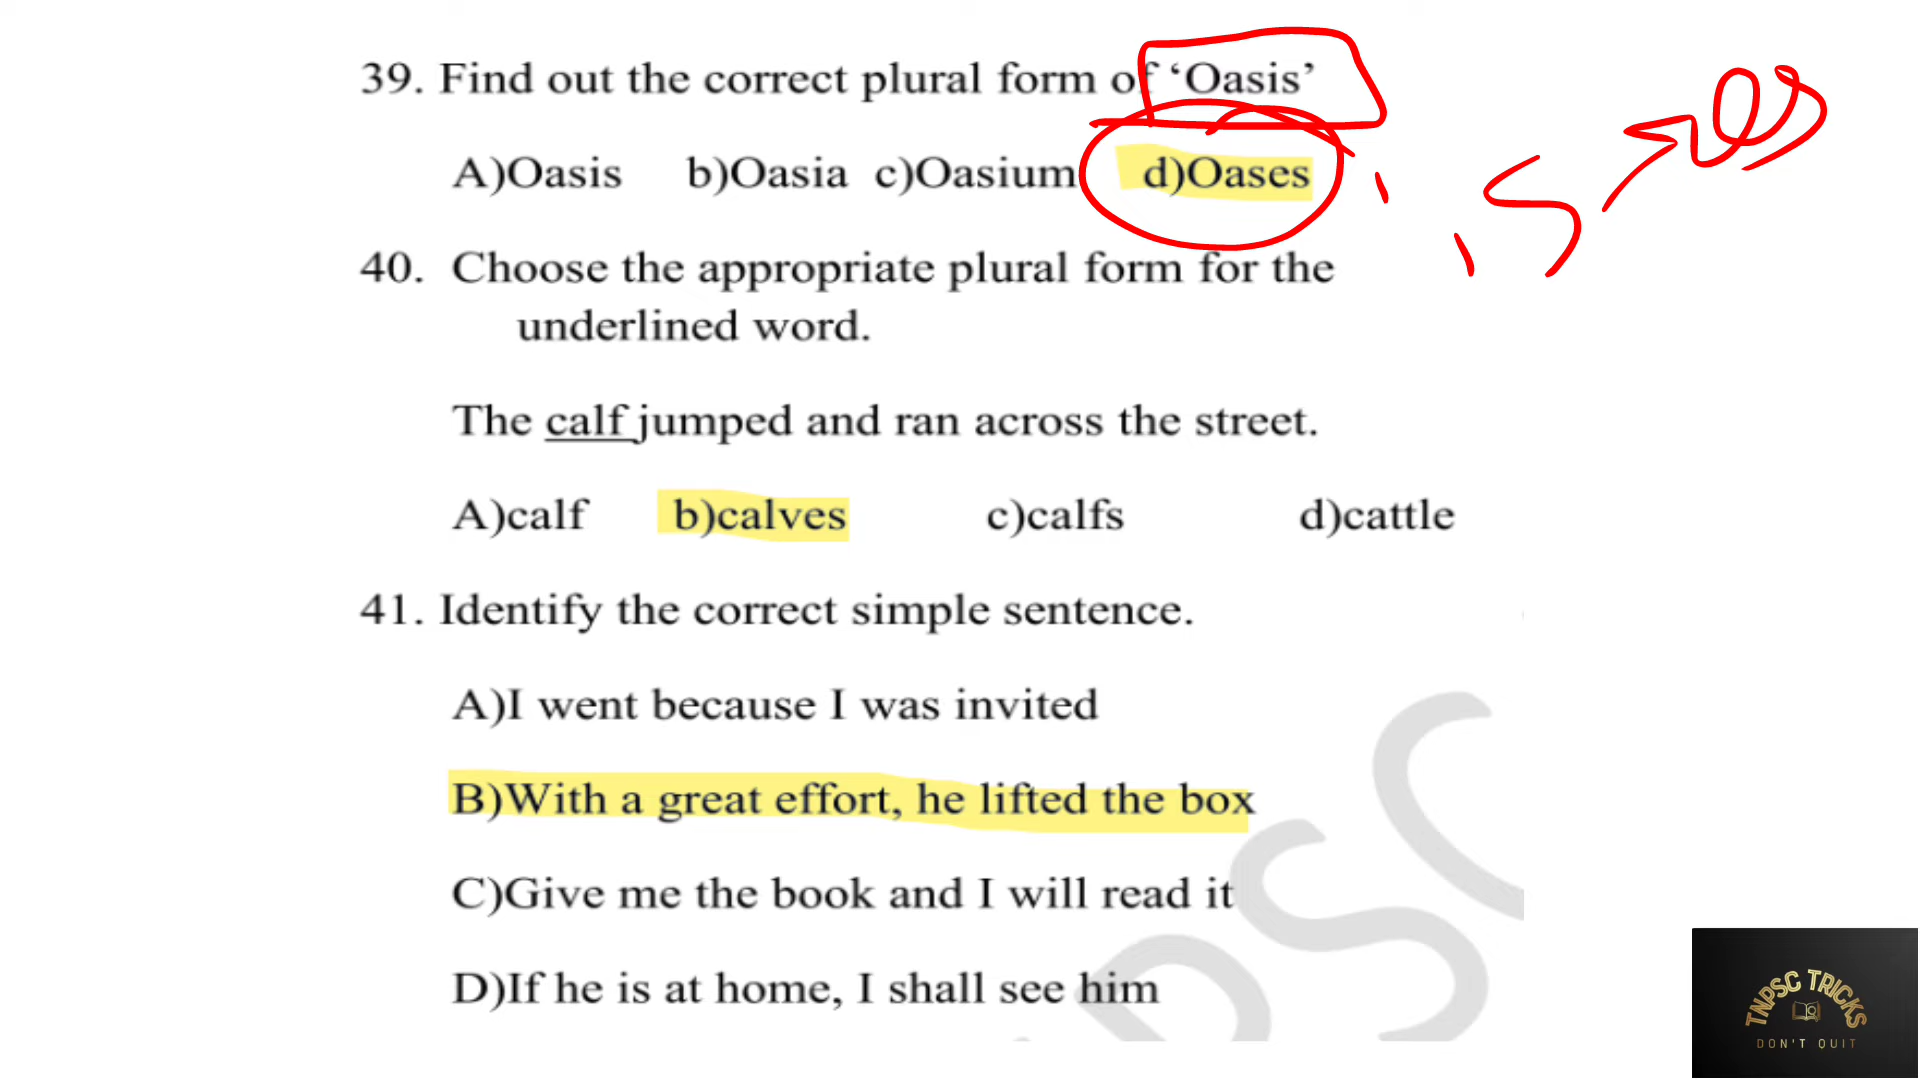 39. Find out the correct plural form of ‘Oasis’
A)Oasis b)Oasia c)Oasium d)Oases
is → es
40. Choose the appropriate plural form for the
underlined word.
The calf jumped and ran across the street.
A)calf b)calves c)calfs d)cattle
41. Identify the correct simple sentence.
A)I went because I was invited
B)With a great effort, he lifted the box
C)Give me the book and I will read it
D)If he is at home, I shall see him
PSC
TNPSC TRICKS
DON'T QUIT